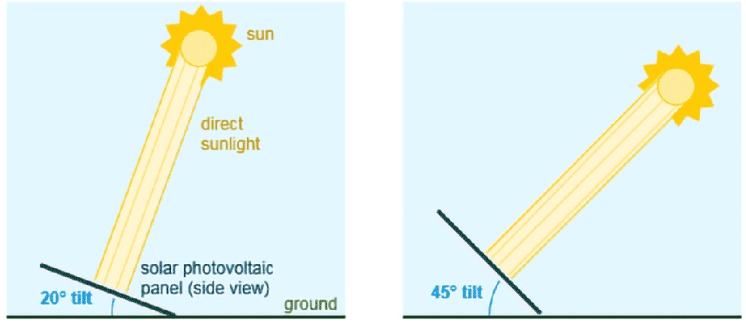 sun
direct
sunlight
solar photovoltaic
panel (side view)
20° tilt
ground
45° tilt